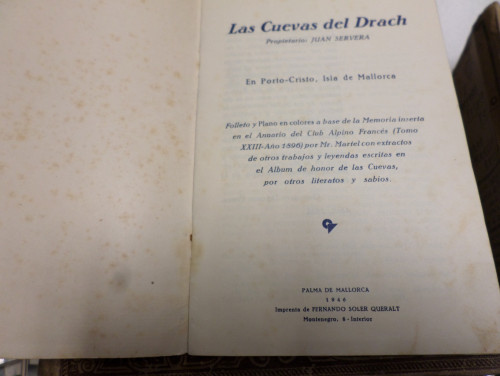 Las Cuevas del Drach
Propietario: JUAN SERVERA
En Porto-Cristo, Isla de Mallorca
Folleto y Plano en colores a base de la Memoria inserta
en el Anuario del Club Alpino Francés (Tomo
XXIII-Año 1896) por Mr. Martel con extractos
de otros trabajos y leyendas escritos en
el Album de honor de las Cuevas,
por otros literatos y sabios.
PALMA DE MALLORCA
Imprenta de FERNANDO SOLER QUERALT
Montenegro, 8 - Interior